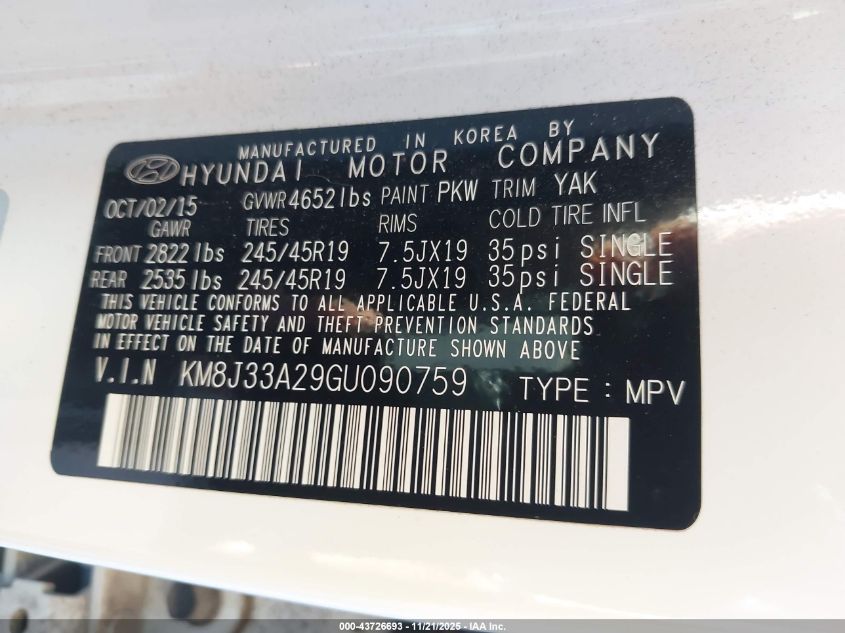 MANUFACTURED IN KOREA BY
HYUNDAI MOTOR COMPANY
OCT/02/15 GVWR 4652 lbs PAINT PKW TRIM YAK
GAWR TIRES RIMS COLD TIRE INFL
FRONT 2822 lbs 245/45R19 7.5JX19 35psi SINGLE
REAR 2535 lbs 245/45R19 7.5JX19 35psi SINGLE
THIS VEHICLE CONFORMS TO ALL APPLICABLE U.S.A. FEDERAL
MOTOR VEHICLE SAFETY AND THEFT PREVENTION STANDARDS
IN EFFECT ON THE DATE OF MANUFACTURE SHOWN ABOVE
V.I.N KM8J33A29GU090759 TYPE : MPV
000-43726693 - 11/21/2025 - IAA Inc.